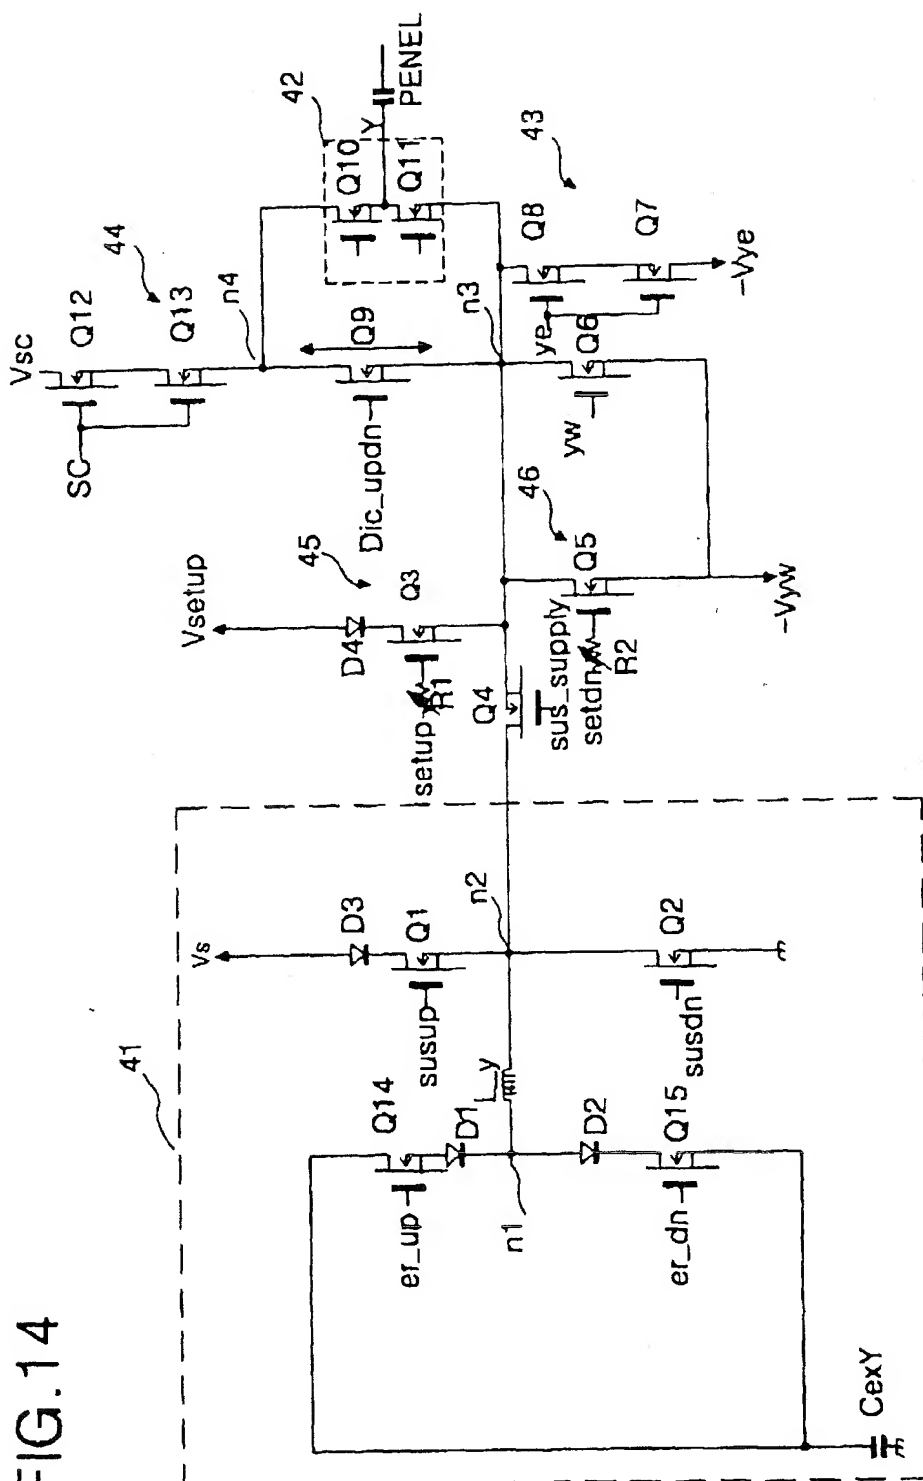 FIG.14
41
Vs
D3
Q1
susup
n2
Q2
susdn
Ly
Q14
er_up
D1
n1
D2
Q15
er_dn
CexY
Vsetup
45
D4
Q3
setup
R1
Q4
sus_supply
setdn
R2
46
Q5
-Vyw
Vsc
Q12
44
Q13
SC
n4
Q9
Dic_updn
n3
ye
Q6
yw
42
Q10
Q11
Y
PENEL
43
Q8
Q7
-Vye